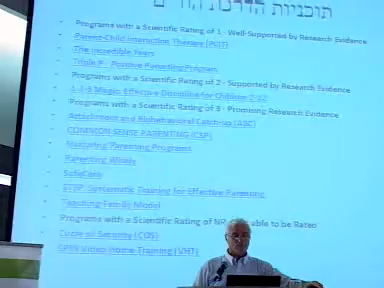 תוכניות הדרכת הורים
Programs with a Scientific Rating of 1 - Well-Supported by Research Evidence
Parent-Child Interaction Therapy (PCIT)
The Incredible Years
Triple P - Positive Parenting Program
Programs with a Scientific Rating of 2 - Supported by Research Evidence
1-2-3 Magic: Effective Discipline for Children 2-12
Programs with a Scientific Rating of 3 - Promising Research Evidence
Attachment and Biobehavioral Catch-up (ABC)
COMMON SENSE PARENTING (CSP)
Nurturing Parenting Programs
Parenting Wisely
SafeCare
STEP: Systematic Training for Effective Parenting
Teaching-Family Model
Programs with a Scientific Rating of NR able to be Rated
Circle of Security (COS)
Video Home Training (VHT)